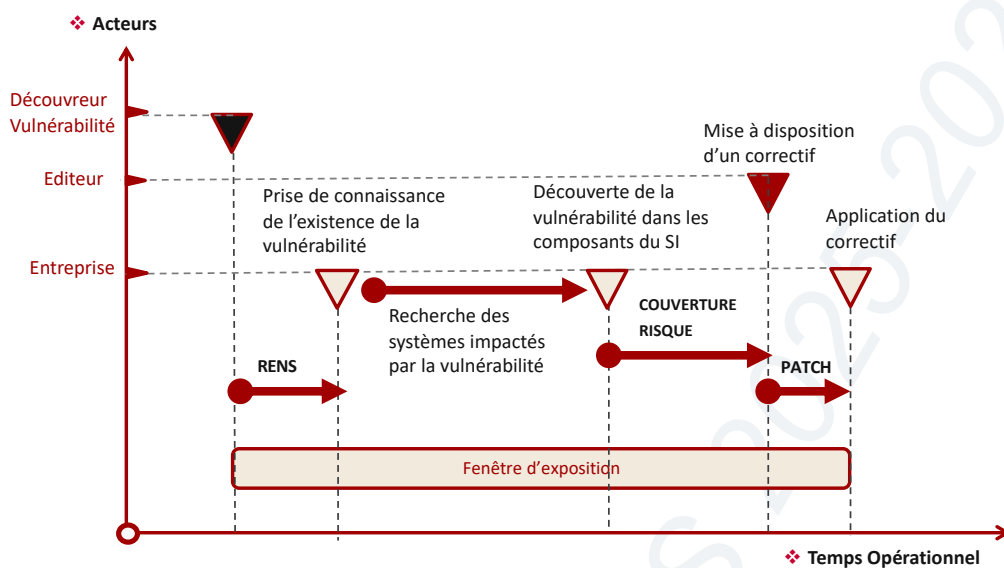 ❖ Acteurs
Découvreur
Vulnérabilité
Mise à disposition
d'un correctif
Editeur
Prise de connaissance
de l'existence de la
vulnérabilité
Découverte de la
vulnérabilité dans les
composants du SI
Application du
correctif
Entreprise
COUVERTURE
RISQUE
Recherche des
systèmes impactés
par la vulnérabilité
RENS
PATCH
Fenêtre d'exposition
❖ Temps Opérationnel